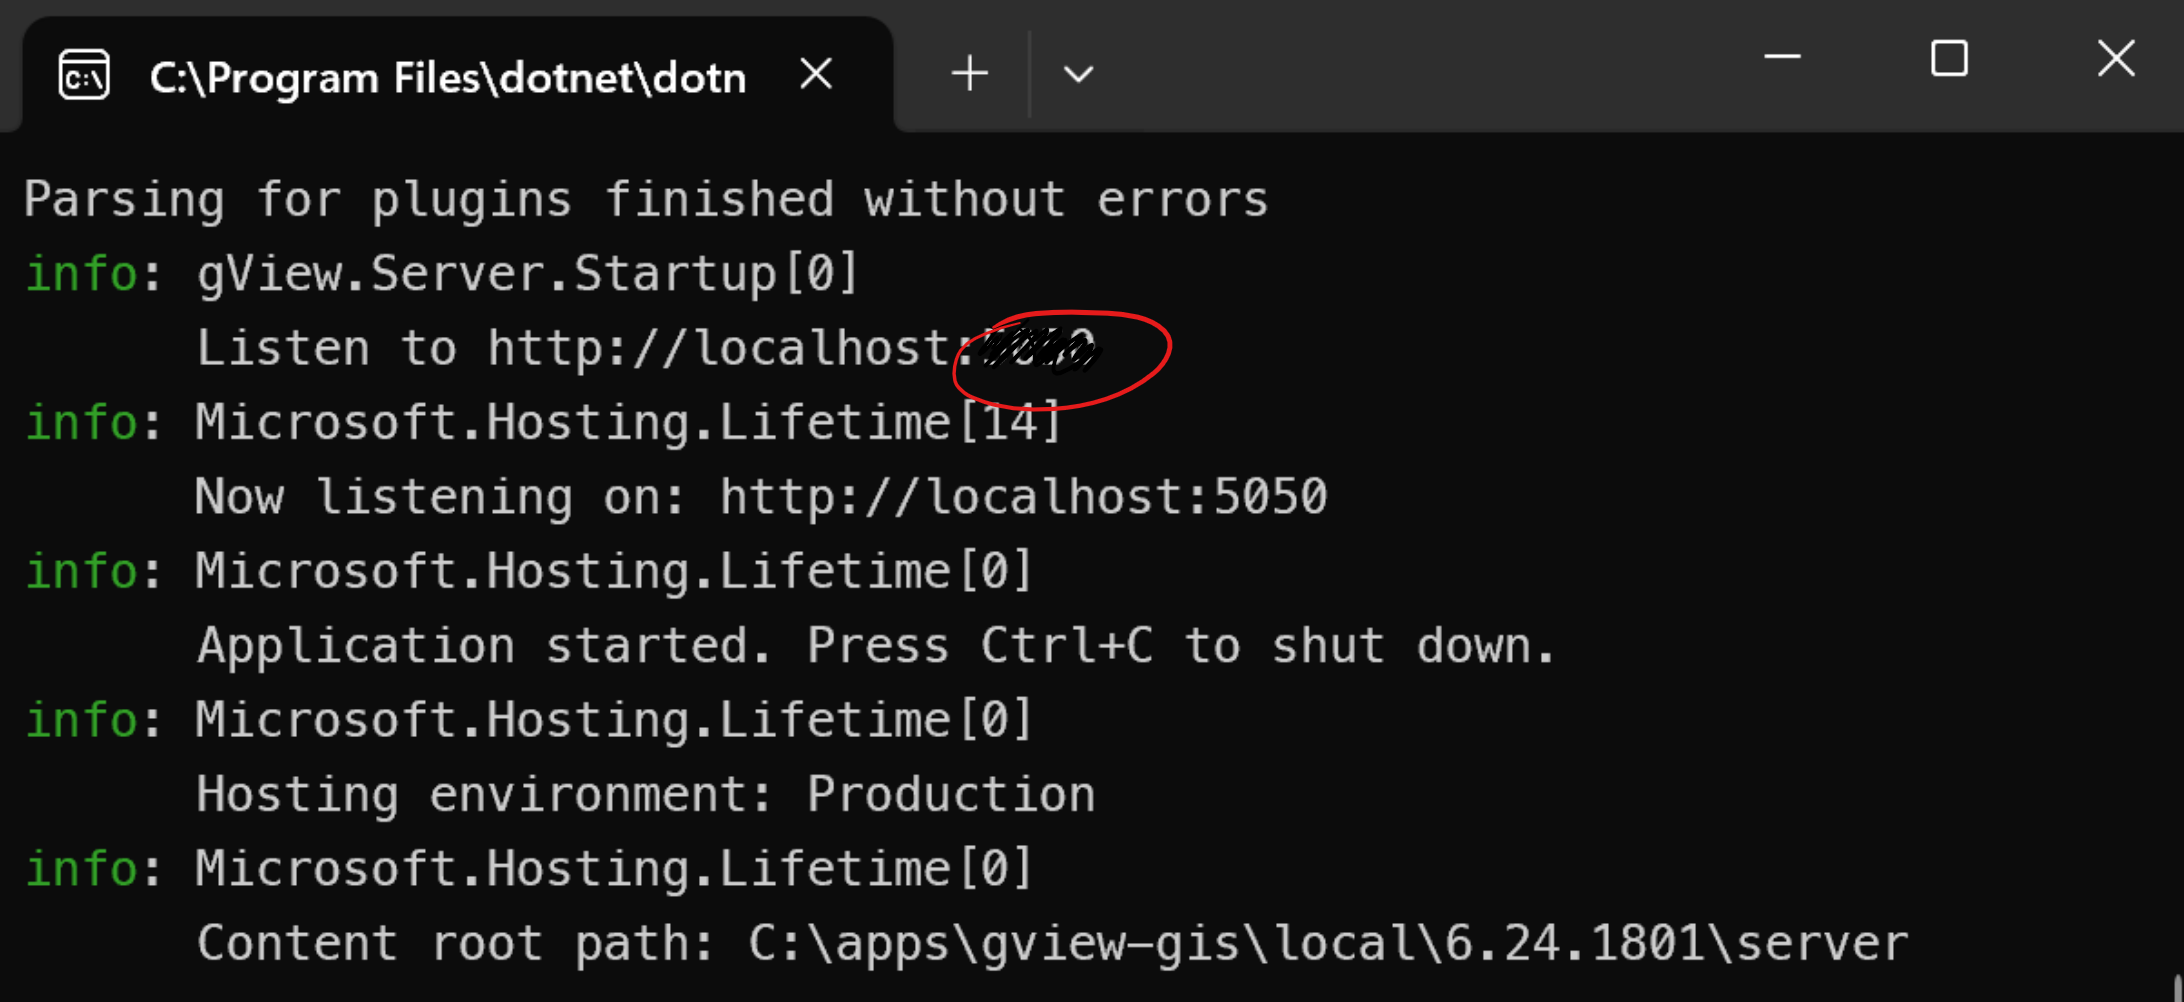 C:\Program Files\dotnet\dotn
Parsing for plugins finished without errors
info: gView.Server.Startup[0]
Listen to http://localhost:
info: Microsoft.Hosting.Lifetime[14]
Now listening on: http://localhost:5050
info: Microsoft.Hosting.Lifetime[0]
Application started. Press Ctrl+C to shut down.
info: Microsoft.Hosting.Lifetime[0]
Hosting environment: Production
info: Microsoft.Hosting.Lifetime[0]
Content root path: C:\apps\gview-gis\local\6.24.1801\server